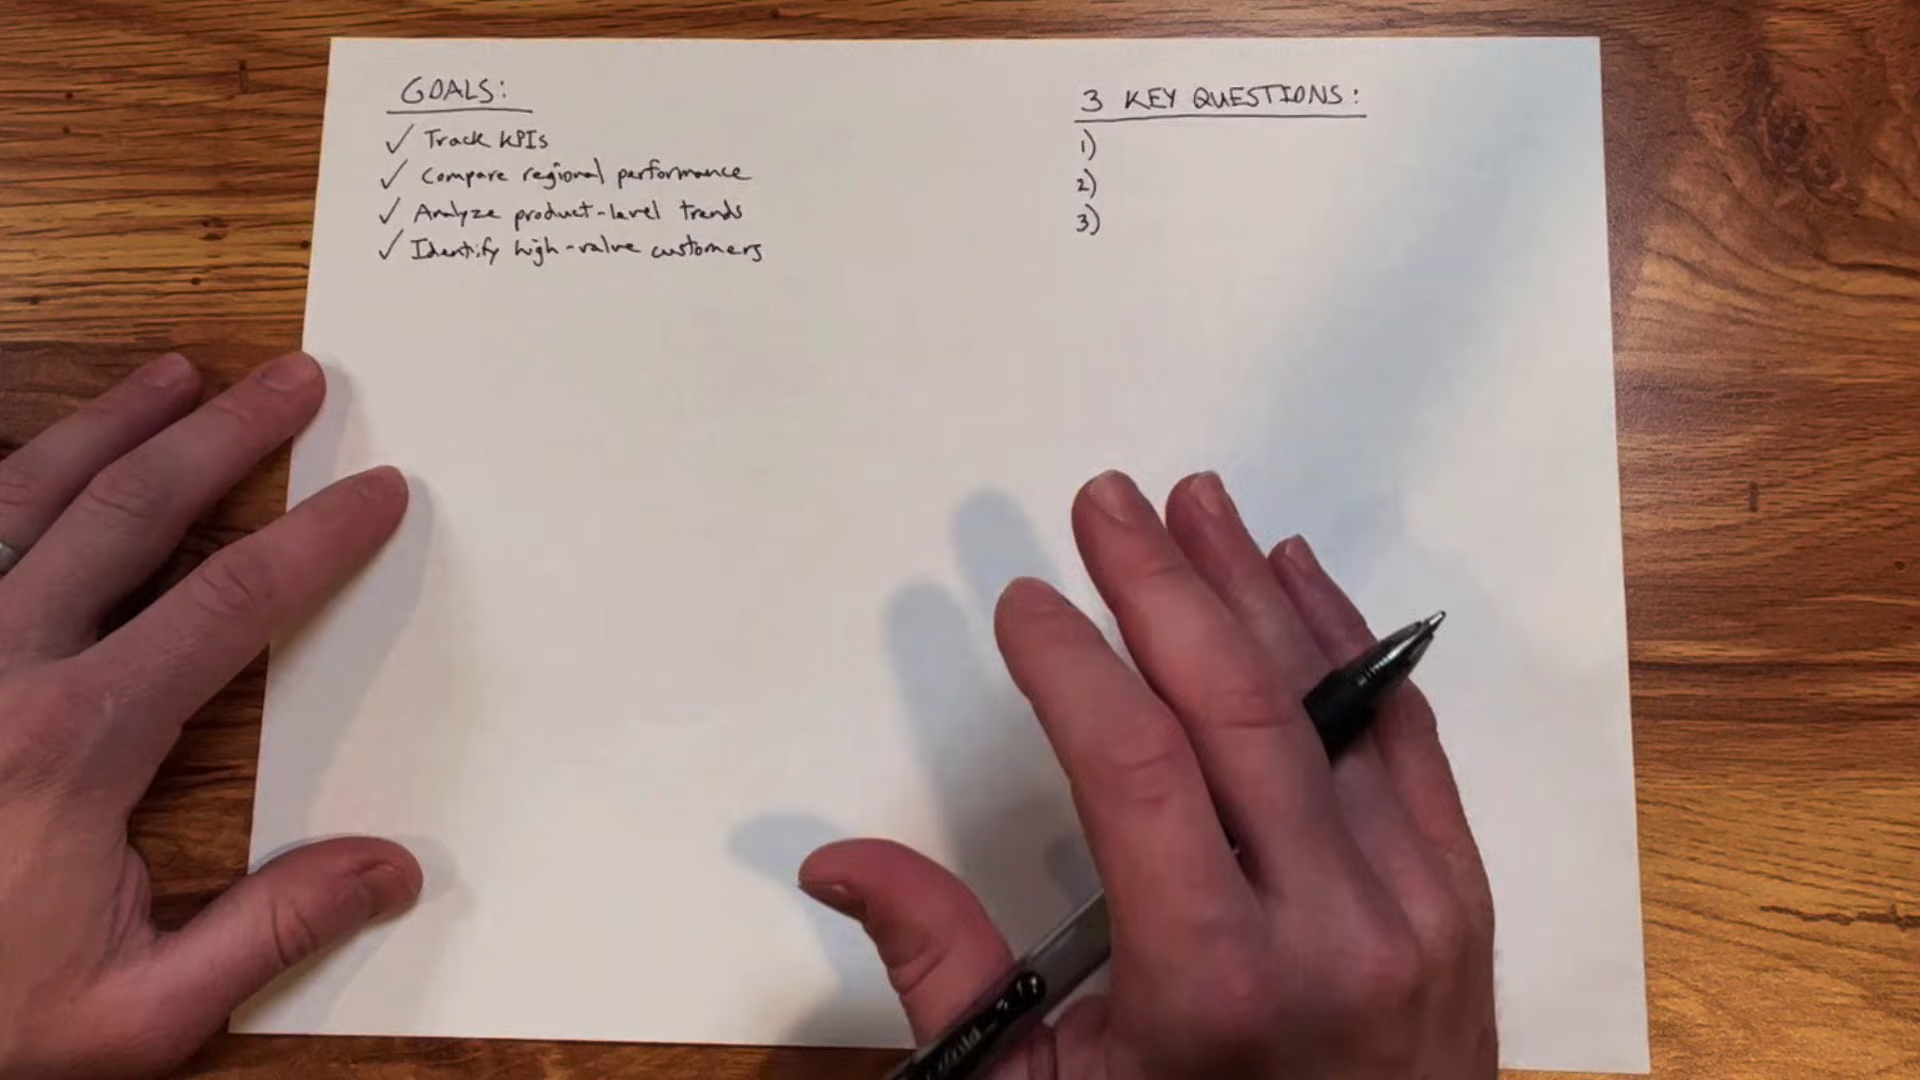 GOALS:
✓ Track KPIs
✓ Compare regional performance
✓ Analyze product-level trends
✓ Identify high-value customers
3 KEY QUESTIONS:
1)
2)
3)